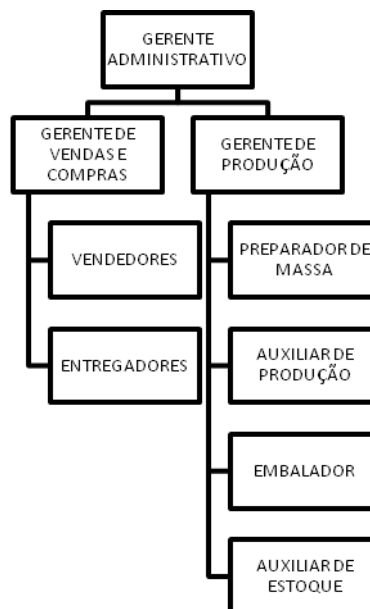 GERENTE
ADMINISTRATIVO
GERENTE DE
VENDAS E
COMPRAS
GERENTE DE
PRODUÇÃO
VENDEDORES
ENTREGADORES
PREPARADOR DE
MASSA
AUXILIAR DE
PRODUÇÃO
EMBALADOR
AUXILIAR DE
ESTOQUE